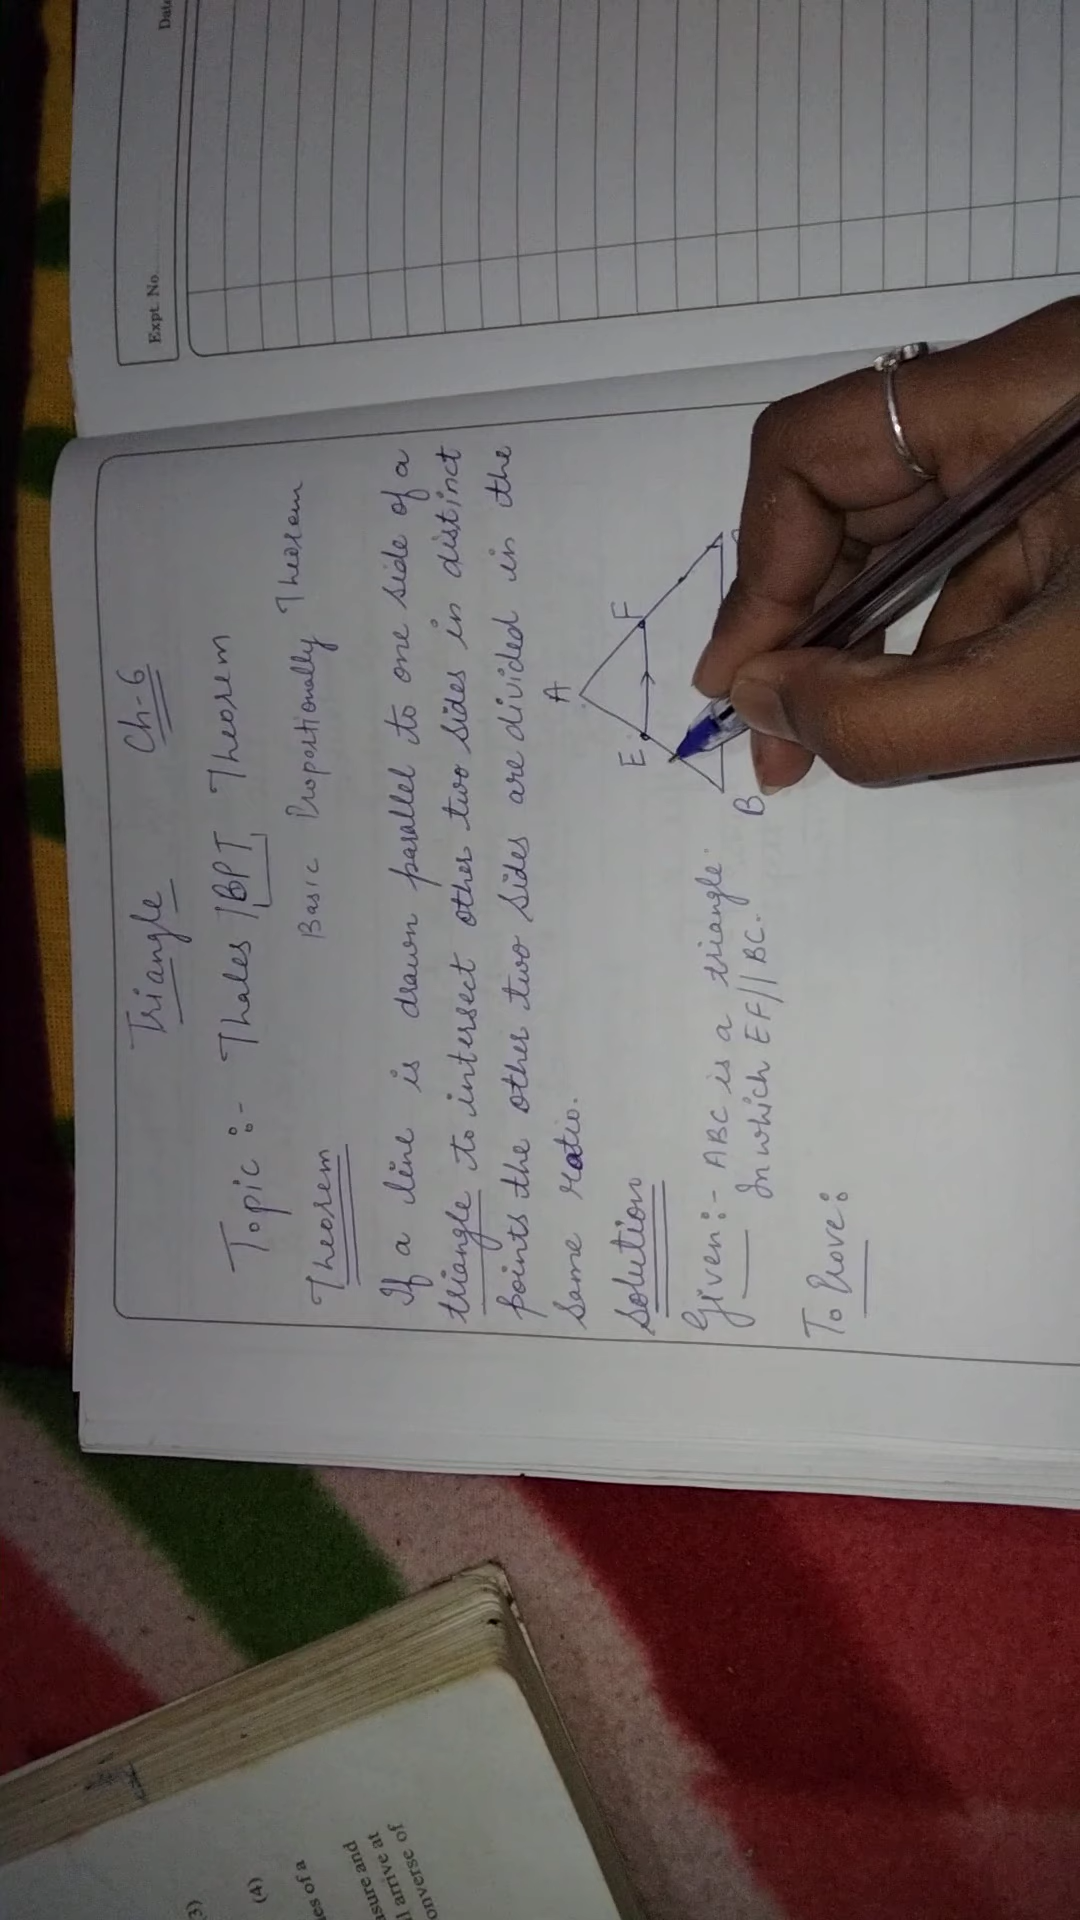 Triangle Ch-6
Topic :- Thales /BPT Theorem
Basic Proportionally Theorem
Theorem
If a line is drawn parallel to one side of a
triangle to intersect other two sides in distinct
points the other two sides are divided in the
same ratio.
Solution
Given :- ABC is a triangle.
In which EF // BC.
To Prove :
A
E F
B
Expt. No.
Date
(3)
(4)
es of a
asure and
l arrive at
onverse of